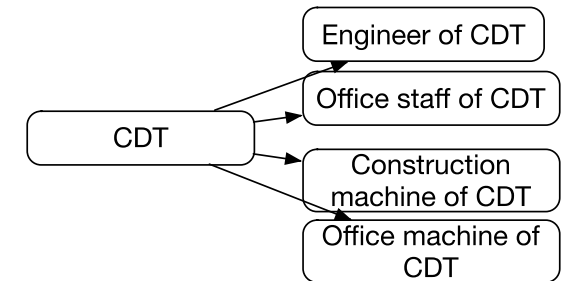 Engineer of CDT
Office staff of CDT
CDT
Construction
machine of CDT
Office machine of
CDT